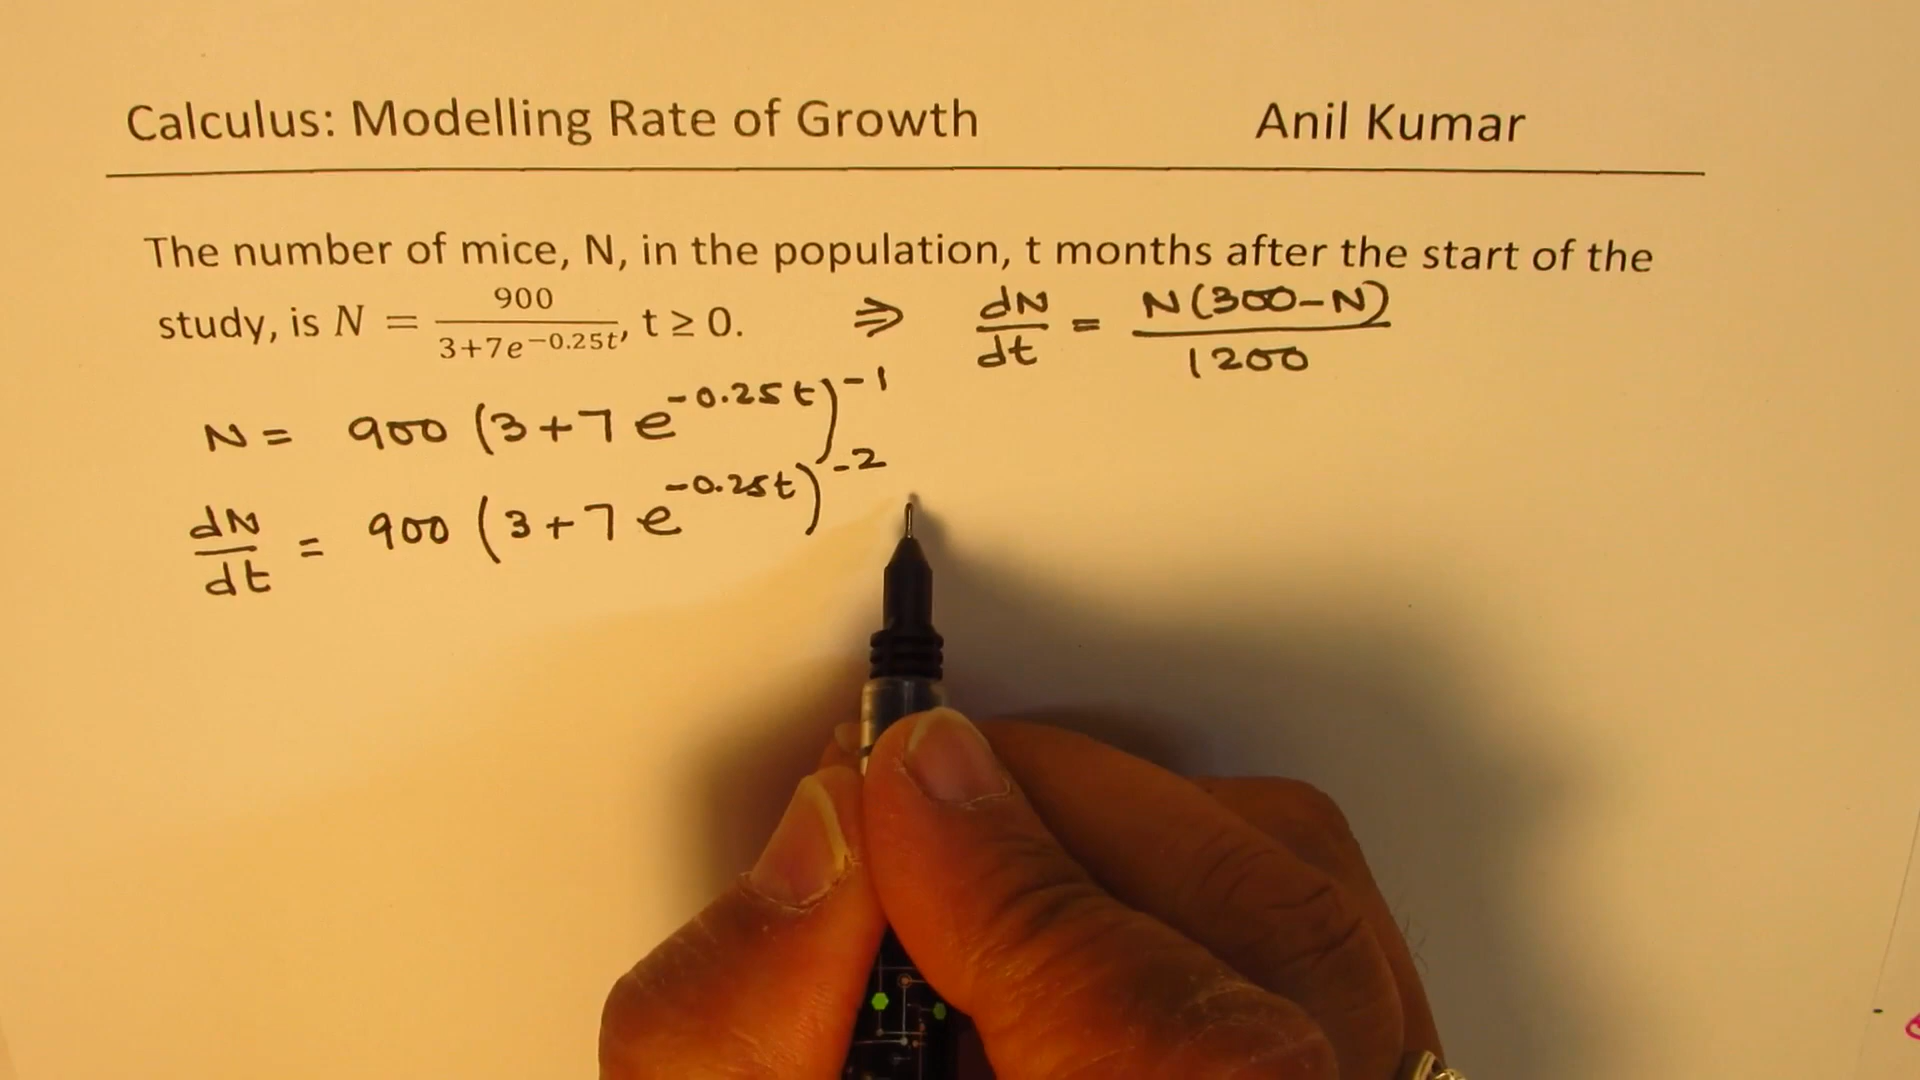 Calculus: Modelling Rate of Growth Anil Kumar
The number of mice, N, in the population, t months after the start of the
study, is N = 900/(3+7e^{-0.25t}), t ≥ 0. ⇒ dN/dt = N(300-N)/1200
N = 900 (3+7e^{-0.25t})^{-1}
dN/dt = 900 (3+7e^{-0.25t})^{-2}